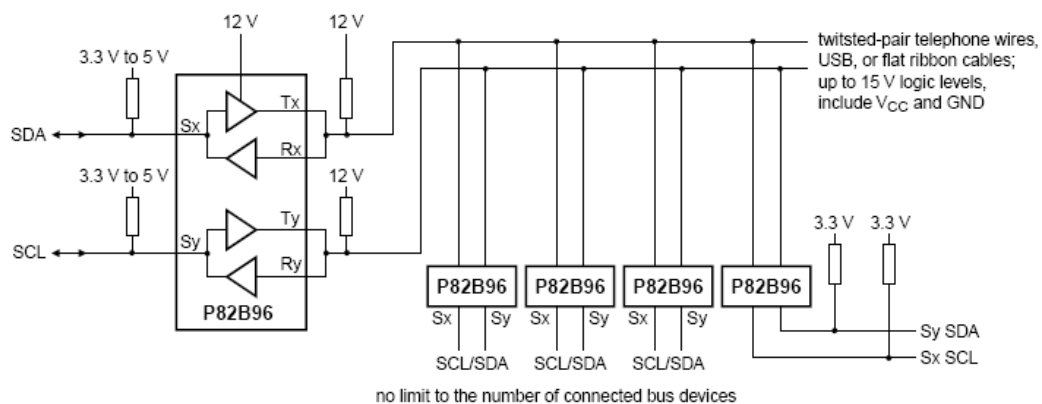 12 V
12 V
3.3 V to 5 V
Tx
Sx
SDA
Rx
3.3 V to 5 V
12 V
Ty
Sy
SCL
Ry
P82B96
twitsted-pair telephone wires,
USB, or flat ribbon cables;
up to 15 V logic levels,
include VCC and GND
3.3 V
3.3 V
P82B96
P82B96
P82B96
P82B96
Sx
Sy
Sx
Sy
Sx
Sy
SCL/SDA
SCL/SDA
SCL/SDA
Sy SDA
Sx SCL
no limit to the number of connected bus devices